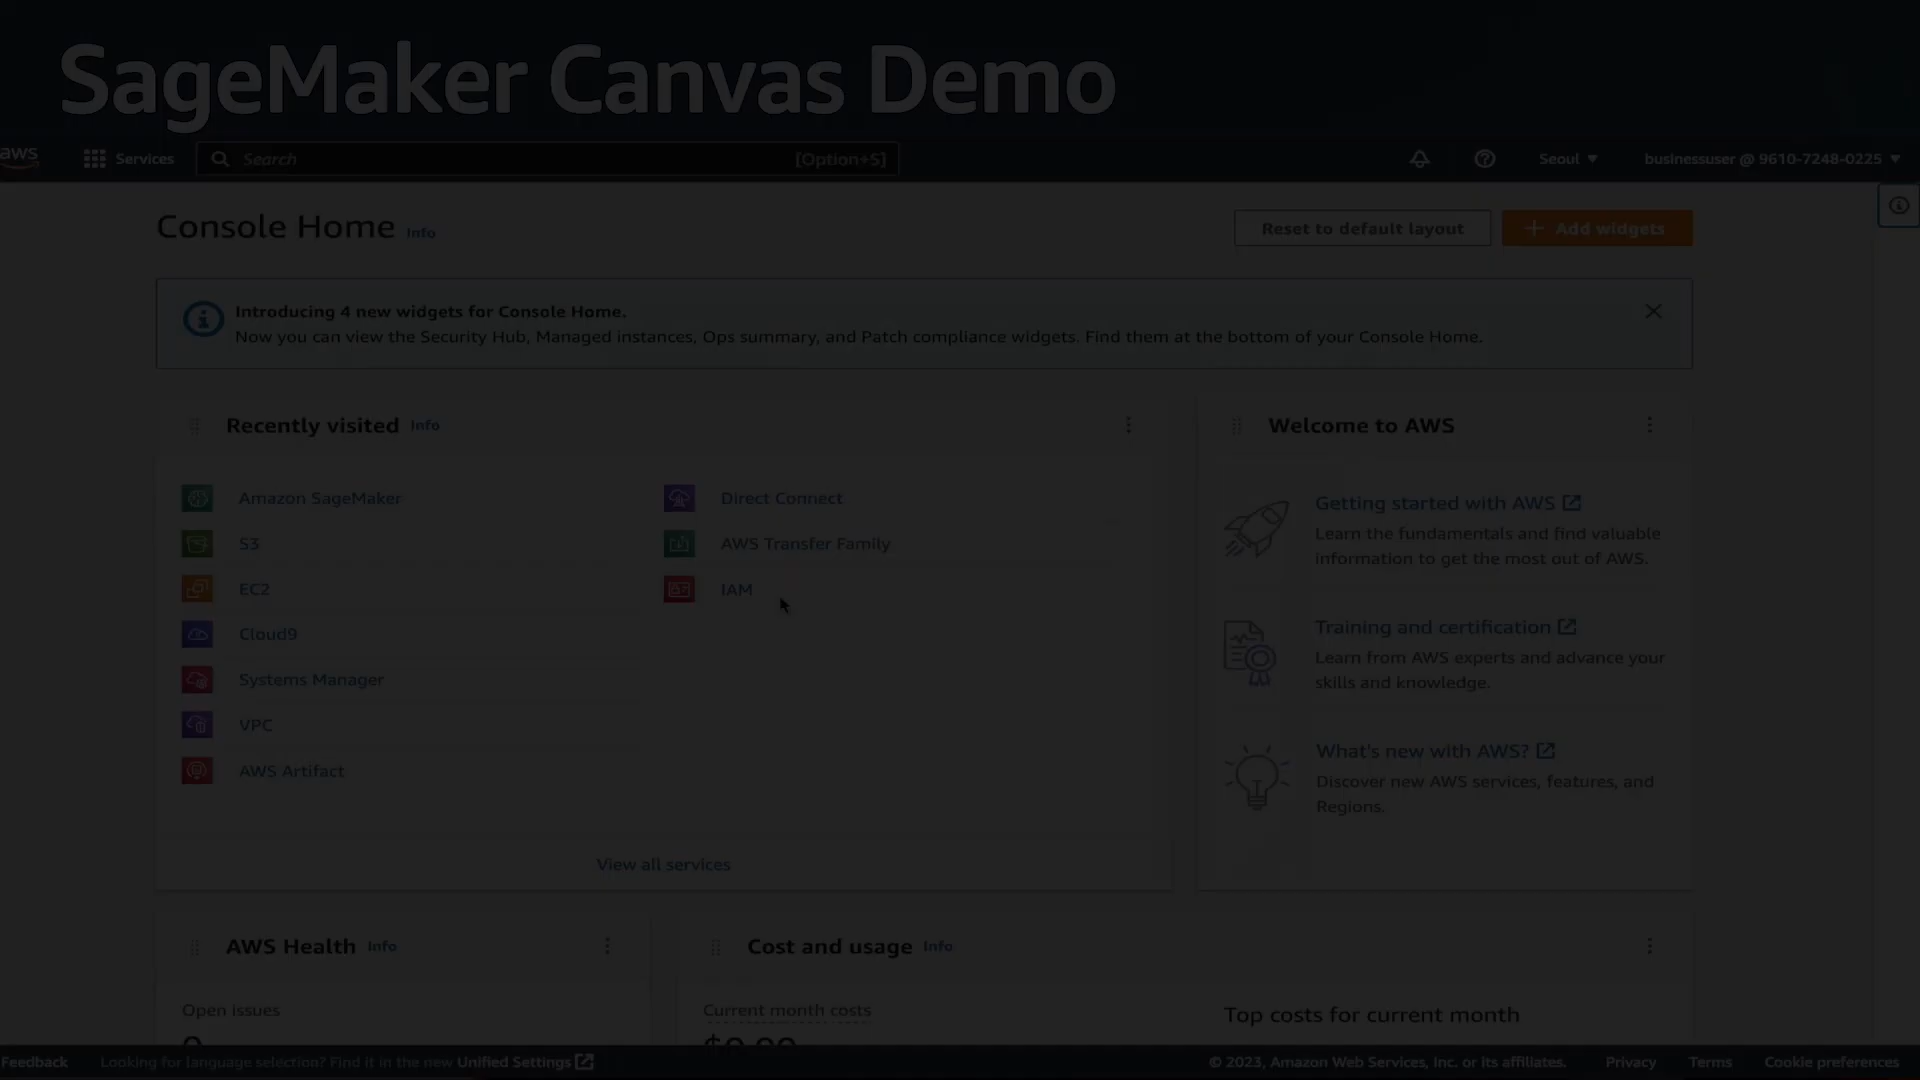 SageMaker Canvas Demo
aws
Services
Search
[Option+S]
Seoul
businessuser @ 9610-7248-0225
Console Home Info
Reset to default layout
Add widgets
Introducing 4 new widgets for Console Home.
Now you can view the Security Hub, Managed instances, Ops summary, and Patch compliance widgets. Find them at the bottom of your Console Home.
Recently visited Info
Amazon SageMaker
S3
EC2
Cloud9
Systems Manager
VPC
AWS Artifact
Direct Connect
AWS Transfer Family
IAM
View all services
Welcome to AWS
Getting started with AWS
Learn the fundamentals and find valuable
information to get the most out of AWS.
Training and certification
Learn from AWS experts and advance your
skills and knowledge.
What's new with AWS?
Discover new AWS services, features, and
Regions.
AWS Health Info
Open issues
Cost and usage Info
Current month costs
Top costs for current month
Feedback
Looking for language selection? Find it in the new Unified Settings
© 2023, Amazon Web Services, Inc. or its affiliates.
Privacy
Terms
Cookie preferences